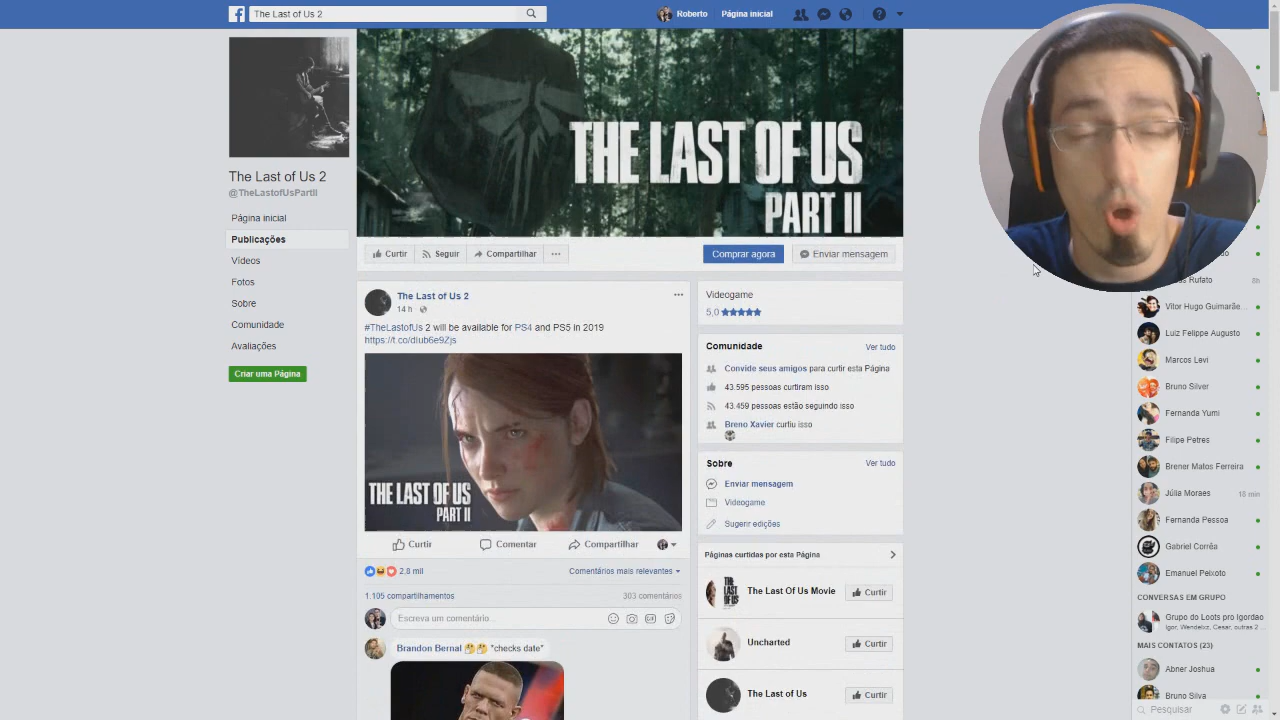 The Last of Us 2
Roberto
Página inicial
THE LAST OF US
PART II
The Last of Us 2
@TheLastofUsPartII
Página inicial
Publicações
Vídeos
Fotos
Sobre
Comunidade
Avaliações
Criar uma Página
Curtir
Seguir
Compartilhar
Comprar agora
Enviar mensagem
The Last of Us 2
14 h
#TheLastofUs 2 will be available for PS4 and PS5 in 2019
THE LAST OF US
PART II
Curtir
Comentar
Compartilhar
2,8 mil
Comentários mais relevantes
1.105 compartilhamentos
303 comentários
Escreva um comentário...
Brandon Bernal 🤔🤔 *checks date*
Videogame
5,0 ★★★★★
Comunidade
Ver tudo
Convide seus amigos para curtir esta Página
43.595 pessoas curtiram isso
43.459 pessoas estão seguindo isso
Breno Xavier curtiu isso
Sobre
Ver tudo
Enviar mensagem
Videogame
Sugerir edições
Páginas curtidas por esta Página
The Last Of Us Movie
Curtir
Uncharted
Curtir
The Last of Us
Curtir
Rufato
8h
Vitor Hugo Guimarãe...
Luiz Felippe Augusto
Marcos Levi
Bruno Silver
Fernanda Yumi
Filipe Petres
Brener Matos Ferreira
Júlia Moraes
18 min
Fernanda Pessoa
Gabriel Corrêa
Emanuel Peixoto
CONVERSAS EM GRUPO
Grupo do Loots pro Igordao
Igor, Wendelixz, Cesar, outras 2 ...
MAIS CONTATOS (23)
Abner Joshua
Bruno Silva
Pesquisar